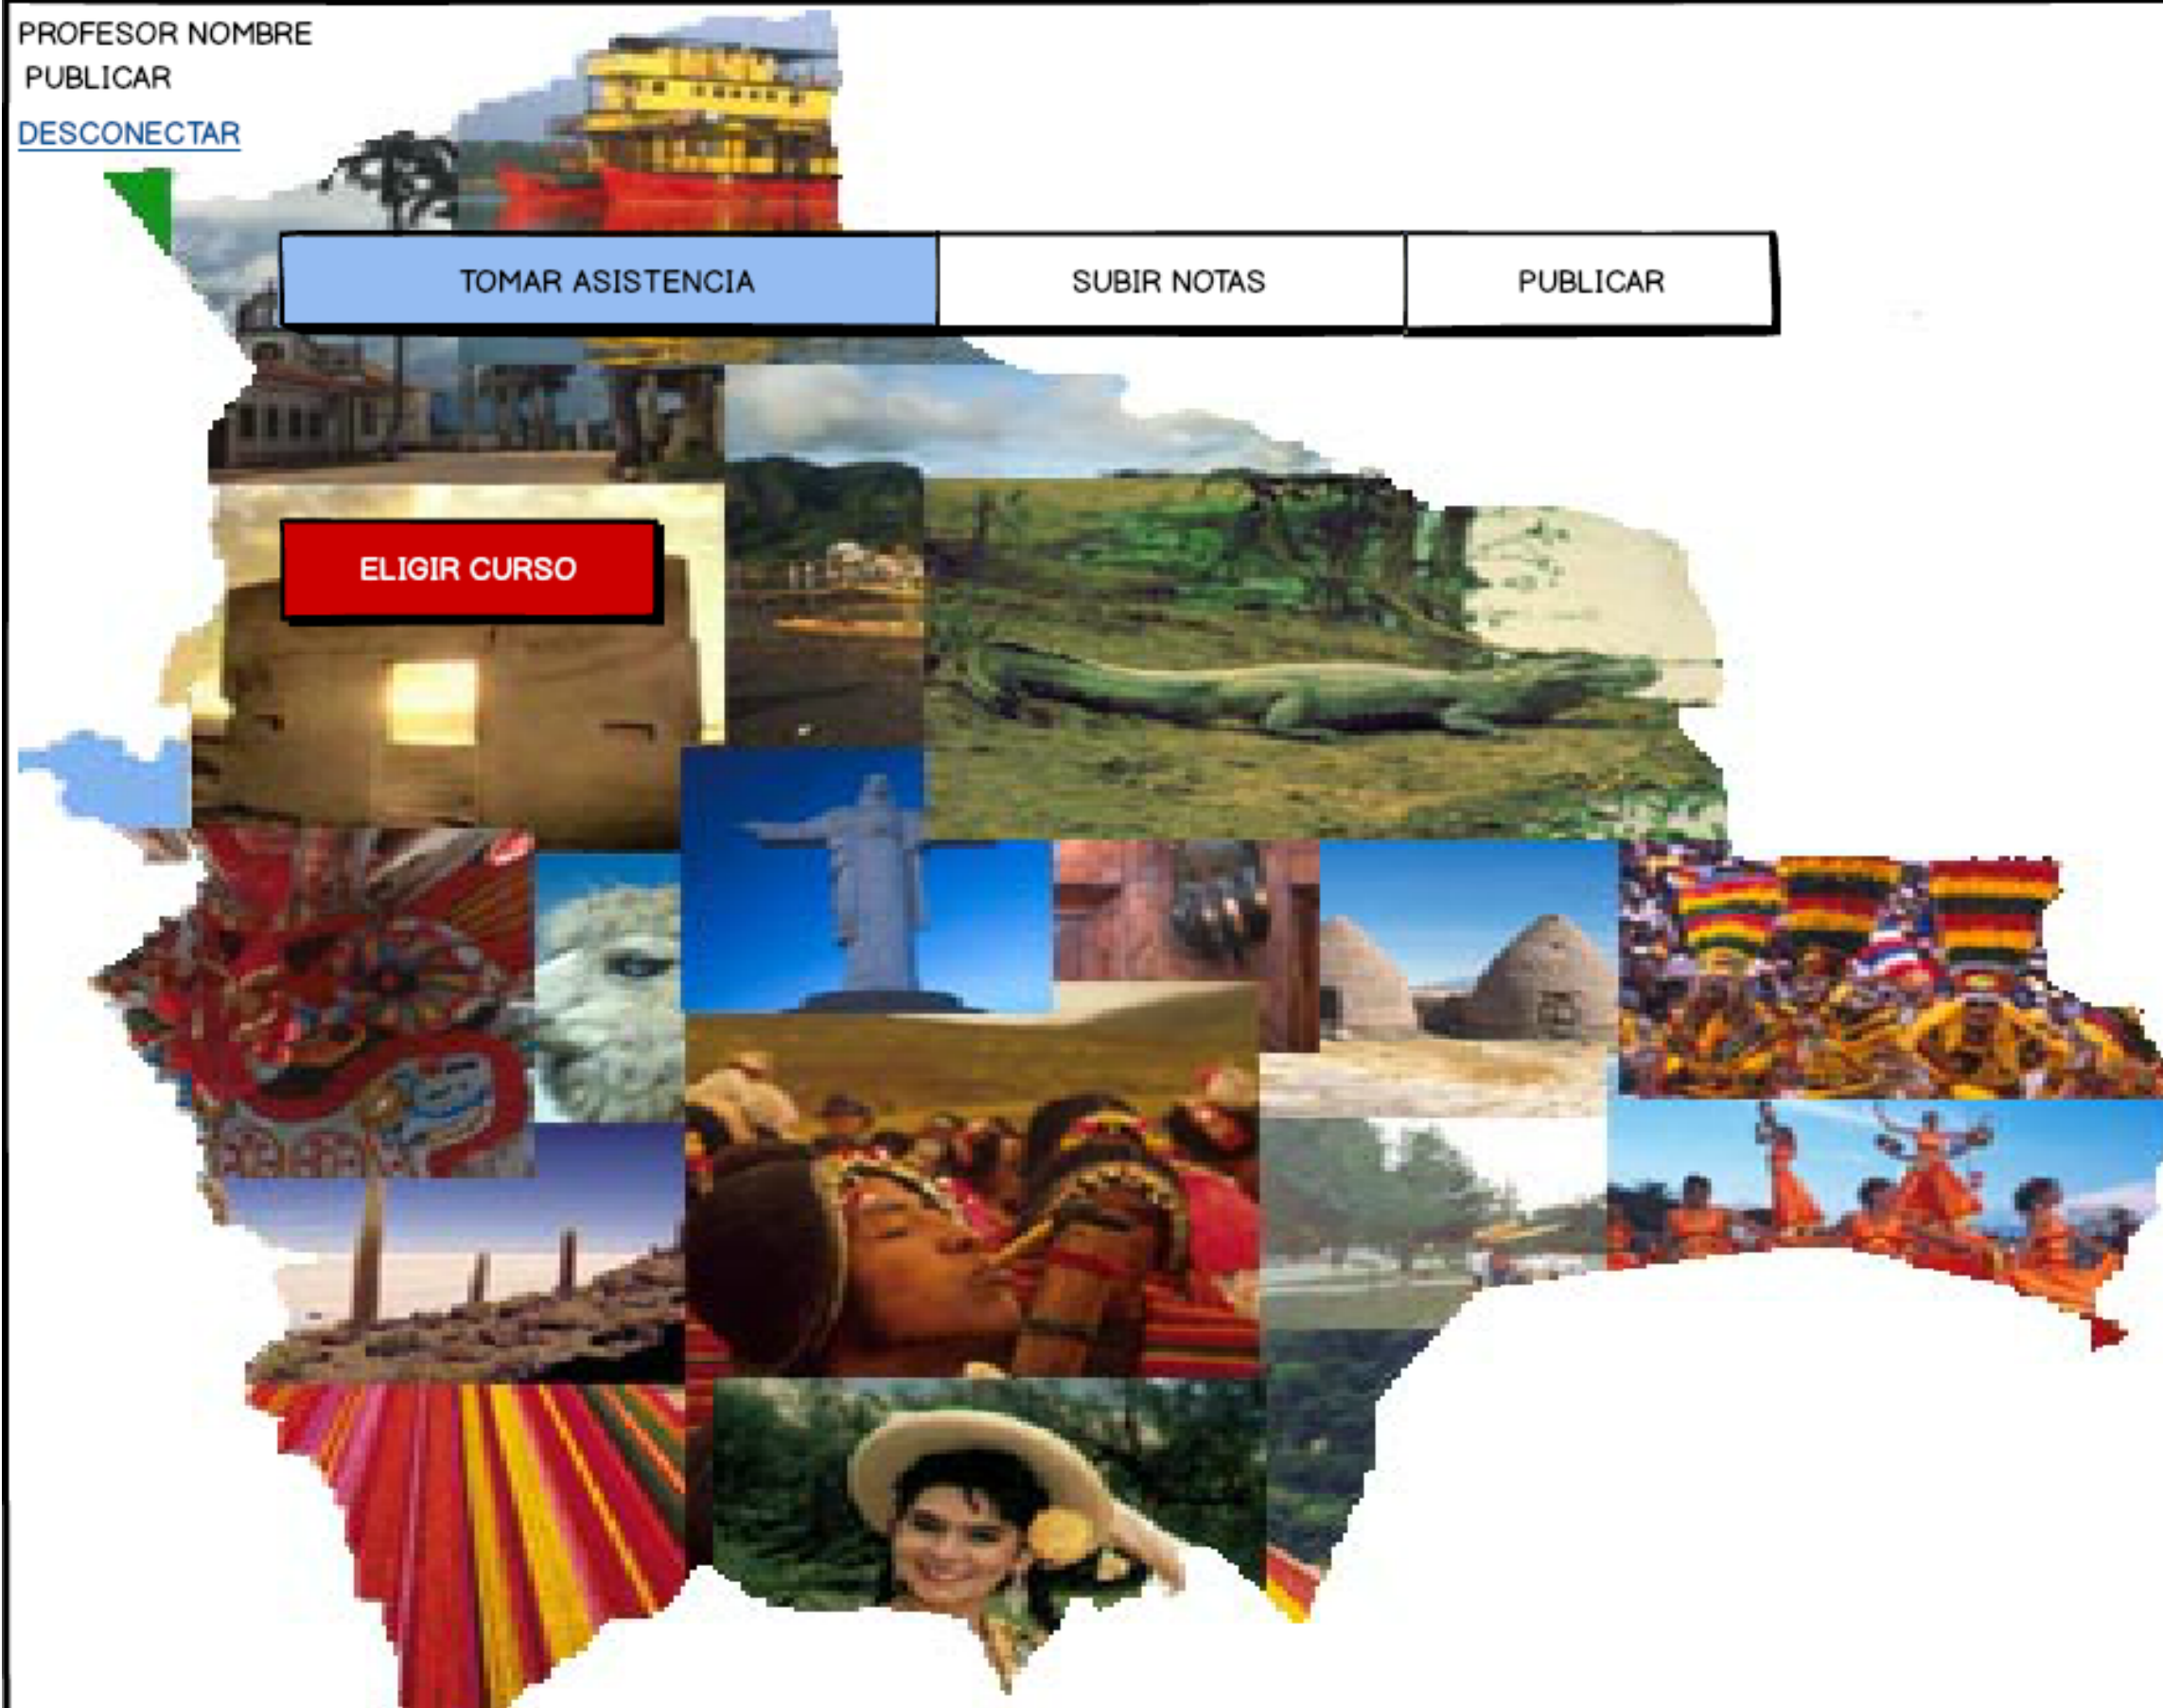 PROFESOR NOMBRE
PUBLICAR
DESCONECTAR
TOMAR ASISTENCIA
SUBIR NOTAS
PUBLICAR
ELIGIR CURSO